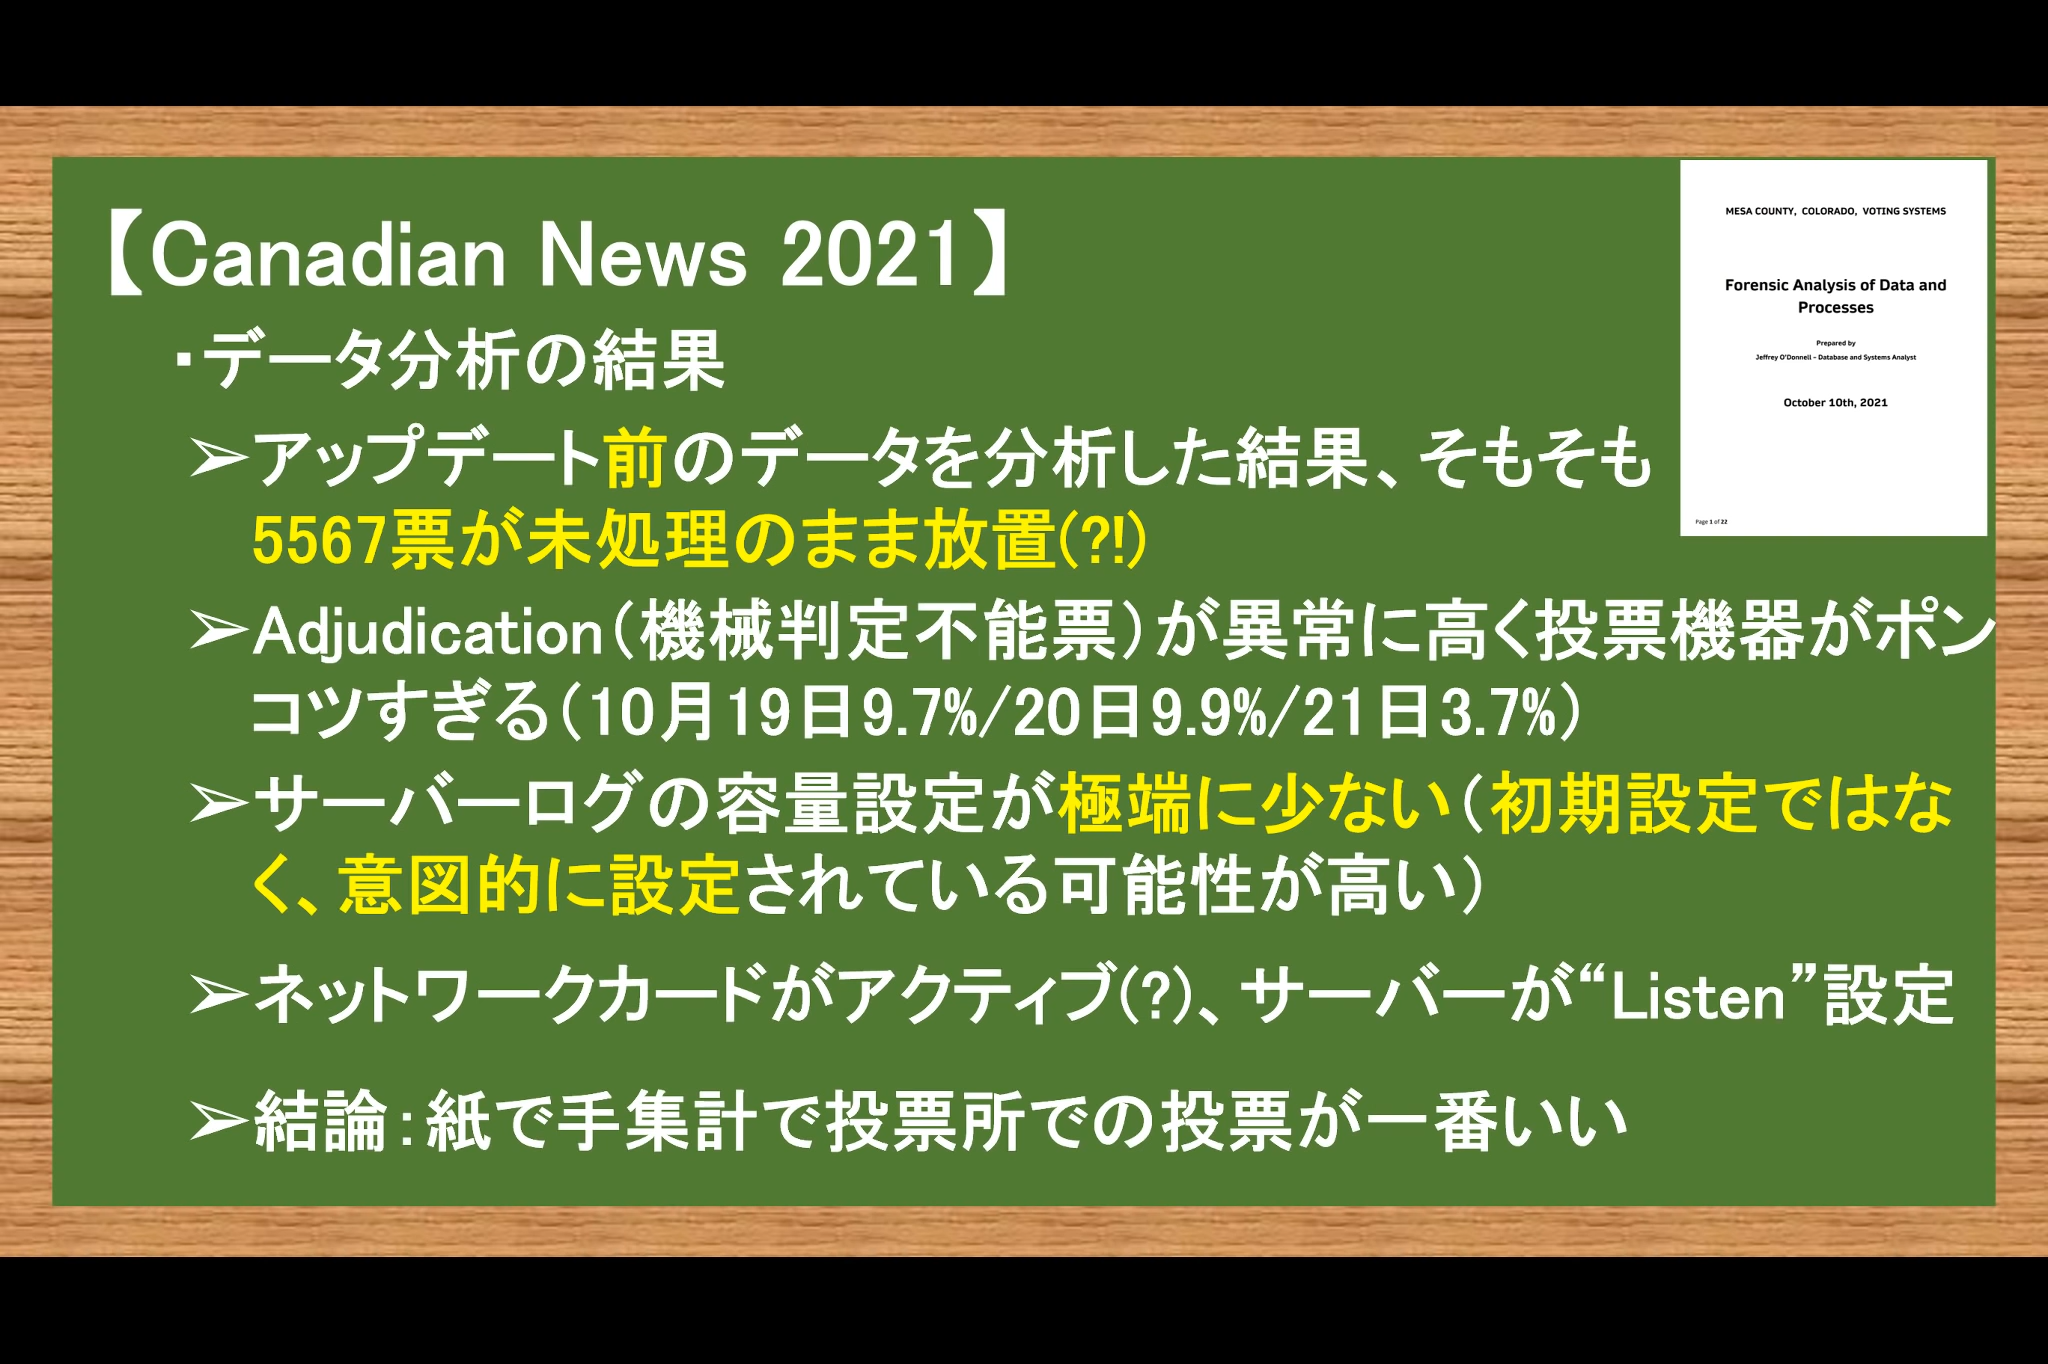 【Canadian News 2021】
・データ分析の結果
➢アップデート前のデータを分析した結果、そもそも
5567票が未処理のまま放置(?!)
➢Adjudication（機械判定不能票）が異常に高く投票機器がポン
コツすぎる（10月19日9.7%/20日9.9%/21日3.7%）
➢サーバーログの容量設定が極端に少ない（初期設定ではな
く、意図的に設定されている可能性が高い）
➢ネットワークカードがアクティブ(?)、サーバーが“Listen”設定
➢結論：紙で手集計で投票所での投票が一番いい
MESA COUNTY, COLORADO, VOTING SYSTEMS
Forensic Analysis of Data and
Processes
Prepared by
Jeffrey O'Donnell – Database and Systems Analyst
October 10th, 2021
Page 1 of 22